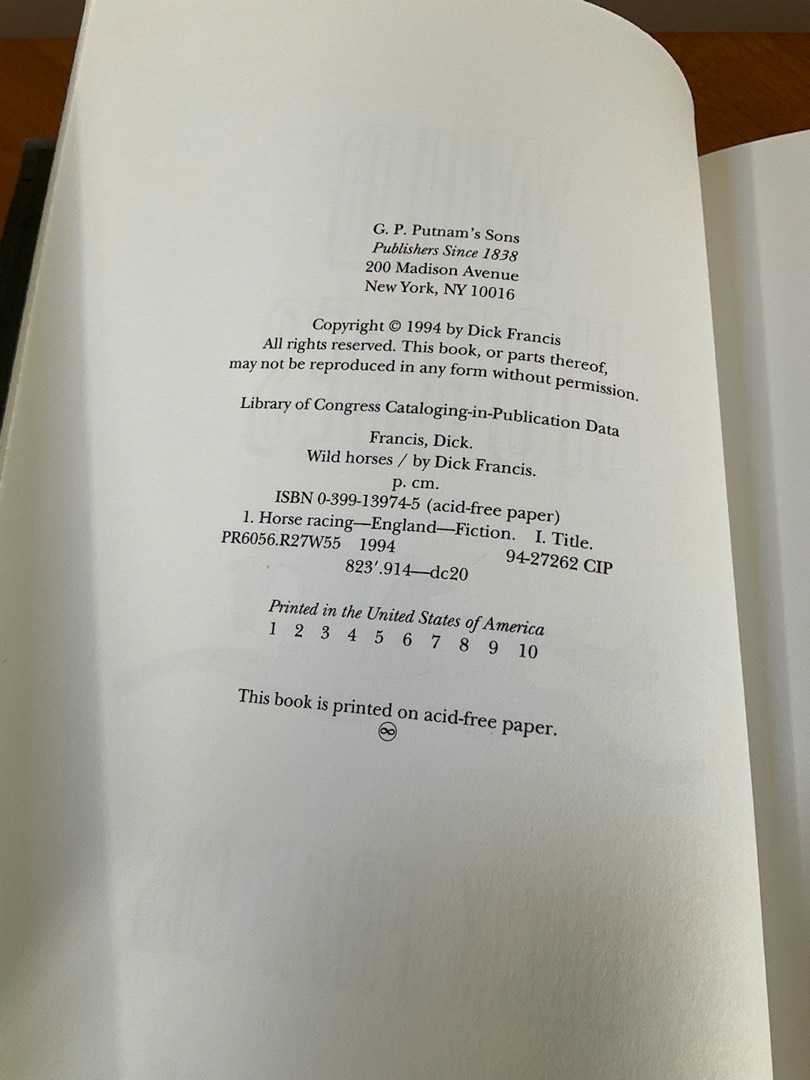 G. P. Putnam's Sons
Publishers Since 1838
200 Madison Avenue
New York, NY 10016
Copyright © 1994 by Dick Francis
All rights reserved. This book, or parts thereof,
may not be reproduced in any form without permission.
Library of Congress Cataloging-in-Publication Data
Francis, Dick.
Wild horses / by Dick Francis.
p. cm.
ISBN 0-399-13974-5 (acid-free paper)
1. Horse racing—England—Fiction. I. Title.
PR6056.R27W55 1994 94-27262 CIP
823′.914—dc20
Printed in the United States of America
1 2 3 4 5 6 7 8 9 10
This book is printed on acid-free paper.
♾